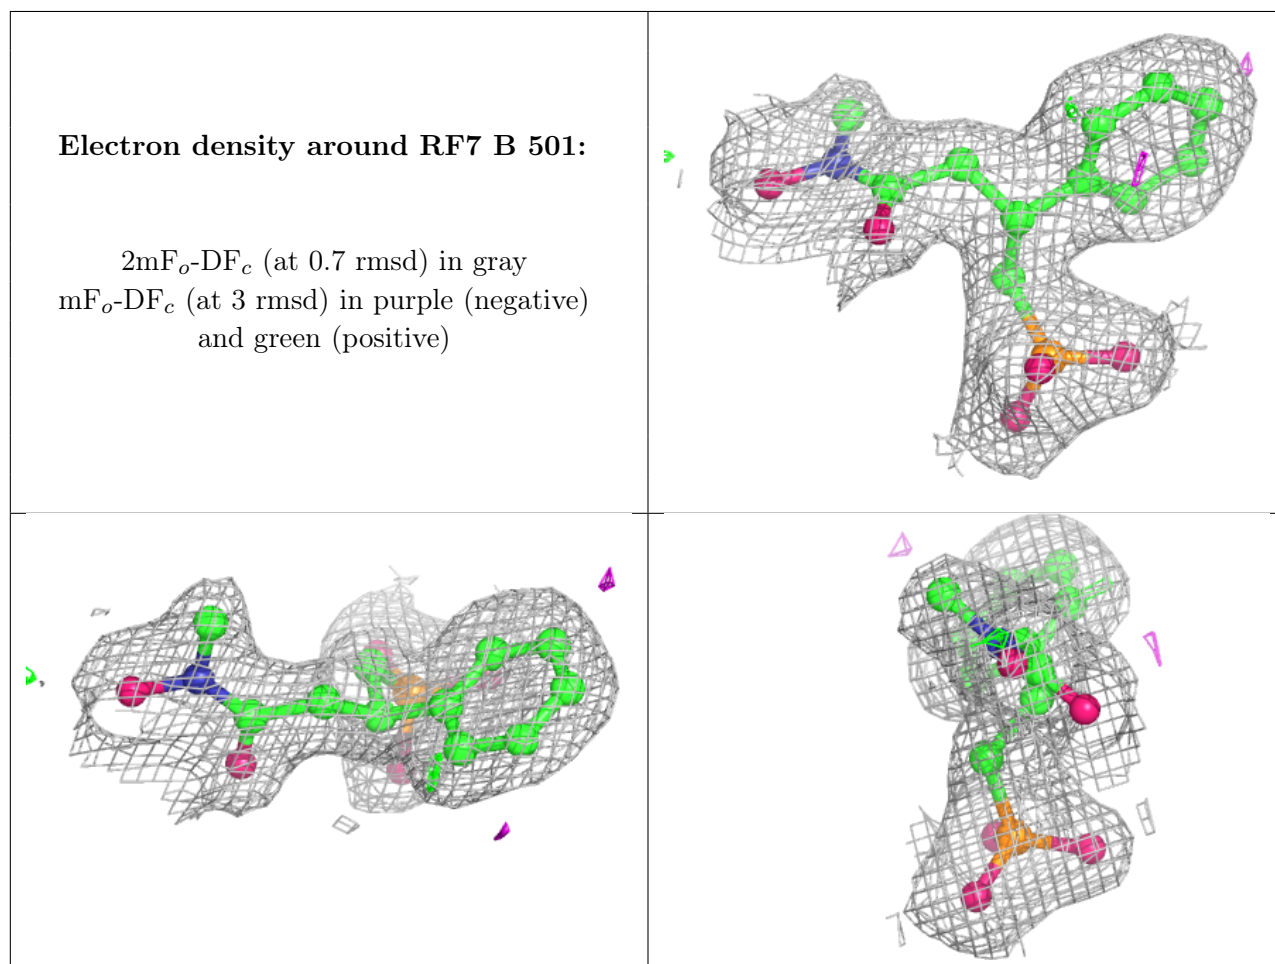 Electron density around RF7 B 501:
2mFₒ-DF𝒸 (at 0.7 rmsd) in gray
mFₒ-DF𝒸 (at 3 rmsd) in purple (negative)
and green (positive)